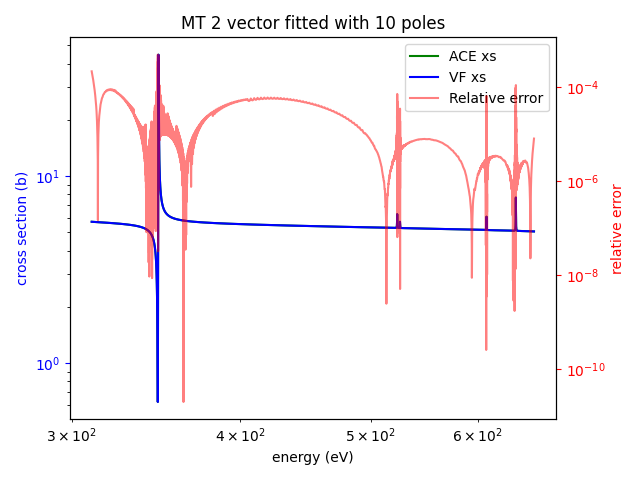 MT 2 vector fitted with 10 poles
ACE xs
VF xs
Relative error
cross section (b)
10¹
10⁰
10⁻⁴
10⁻⁶
10⁻⁸
10⁻¹⁰
relative error
3 × 10² 4 × 10² 5 × 10² 6 × 10²
energy (eV)